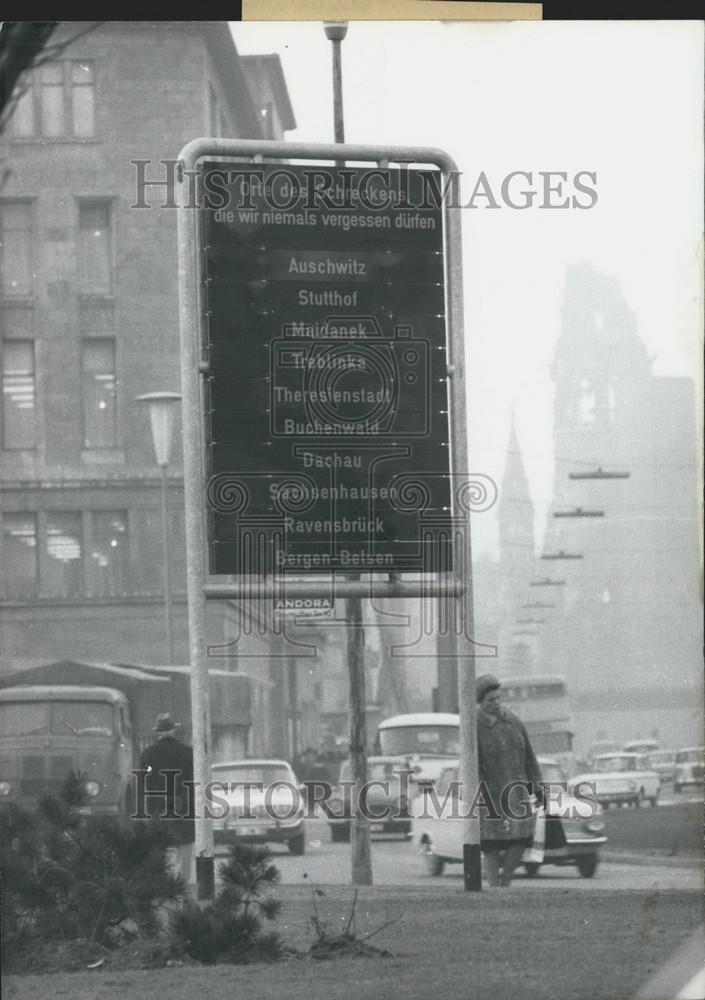 HISTORIC IMAGES
Orte des Schreckens,
die wir niemals vergessen dürfen
Auschwitz
Stutthof
Maidanek
Treblinka
Theresienstadt
Buchenwald
Dachau
Sachsenhausen
Ravensbrück
Bergen-Belsen
ANDORA
HISTORIC IMAGES